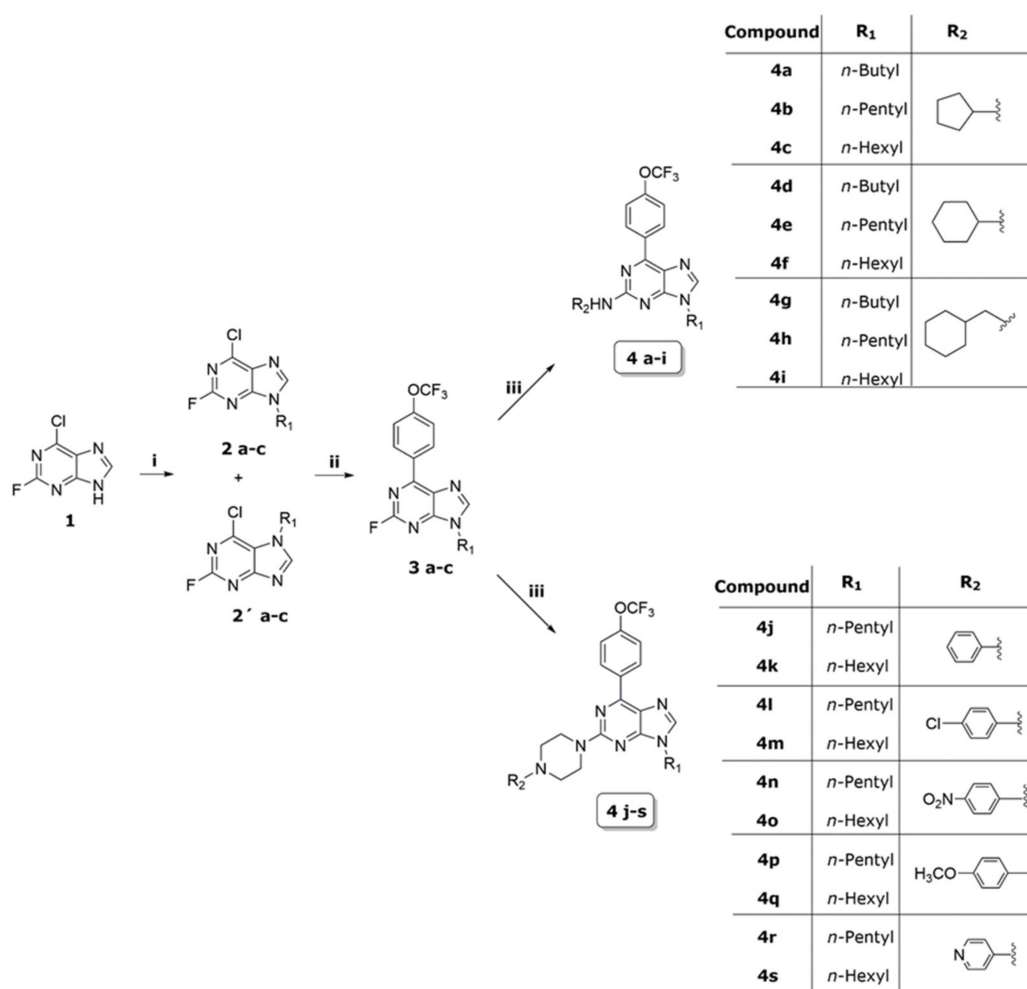 Compound R₁ R₂
4a n-Butyl
4b n-Pentyl
4c n-Hexyl
4d n-Butyl
4e n-Pentyl
4f n-Hexyl
4g n-Butyl
4h n-Pentyl
4i n-Hexyl
OCF₃
N
N
N
N
R₂HN
R₁
4 a-i
iii
Cl
N
N
N
N
F
R₁
2 a-c
+
Cl
R₁
N
N
N
N
F
2´ a-c
Cl
N
N
N
N
H
F
1
i
ii
OCF₃
N
N
N
N
F
R₁
3 a-c
iii
OCF₃
N
N
N
N
N
N
R₂
R₁
4 j-s
Compound R₁ R₂
4j n-Pentyl
4k n-Hexyl
4l n-Pentyl
Cl
4m n-Hexyl
4n n-Pentyl
O₂N
4o n-Hexyl
4p n-Pentyl
H₃CO
4q n-Hexyl
4r n-Pentyl
N
4s n-Hexyl